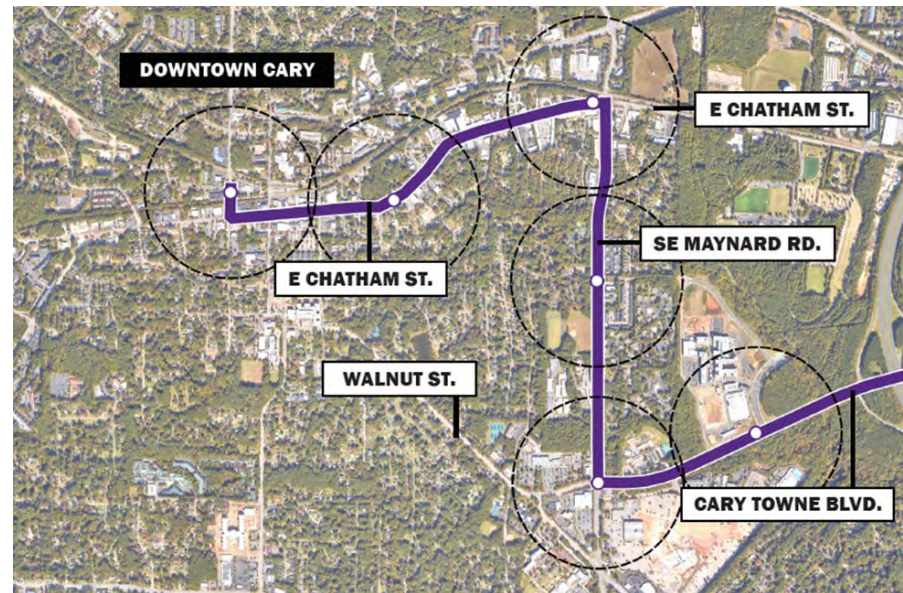 DOWNTOWN CARY
E CHATHAM ST.
SE MAYNARD RD.
E CHATHAM ST.
WALNUT ST.
CARY TOWNE BLVD.